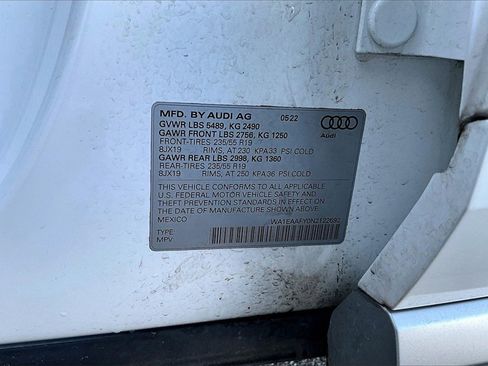 MFD. BY AUDI AG 05/22
GVWR LBS 5489, KG 2490
GAWR FRONT LBS 2756, KG 1250
FRONT-TIRES 235/55 R19
8JX19 RIMS, AT 230 KPA33 PSI COLD
GAWR REAR LBS 2998, KG 1360
REAR-TIRES 235/55 R19
8JX19 RIMS, AT 250 KPA36 PSI COLD
THIS VEHICLE CONFORMS TO ALL APPLICABLE
U.S. FEDERAL MOTOR VEHICLE SAFETY AND
THEFT PREVENTION STANDARDS IN EFFECT ON
THE DATE OF MANUFACTURE SHOWN ABOVE
MEXICO WA1EAAFY0N2122692
TYPE:
MPV
Audi